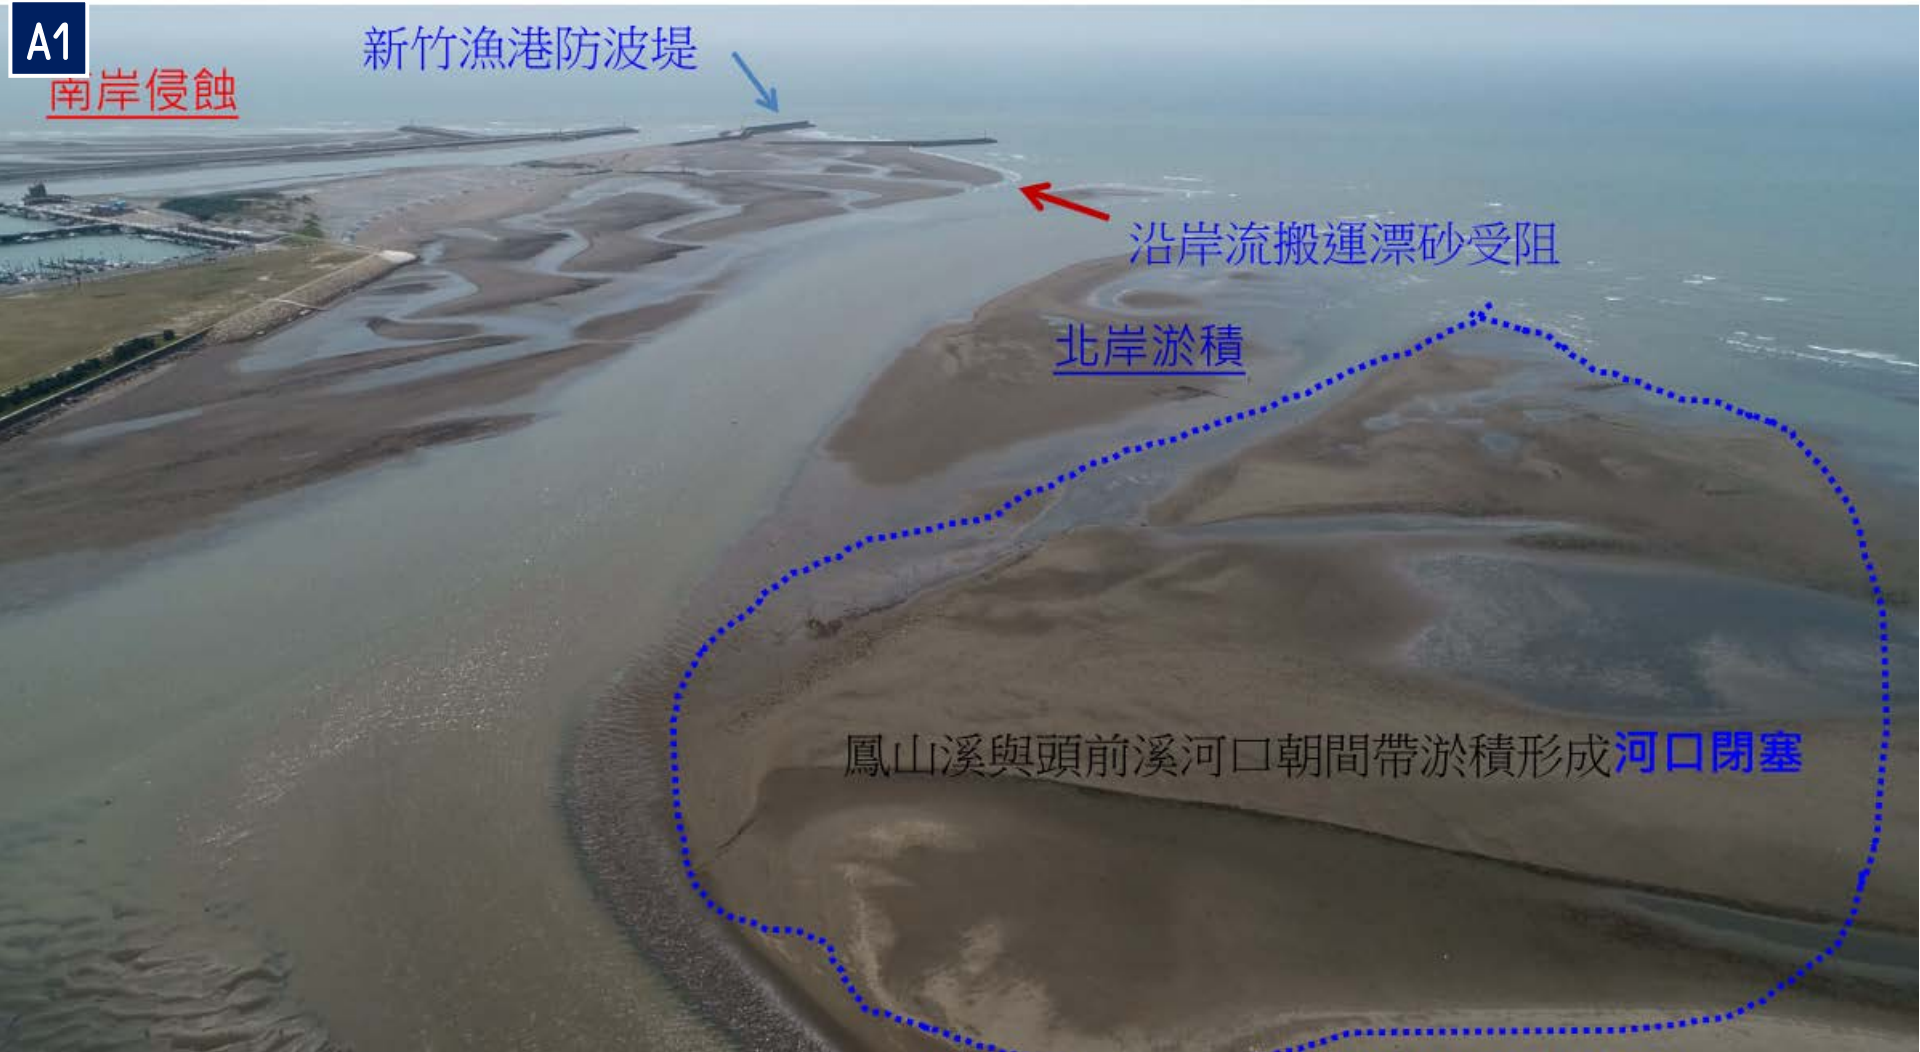 A1
新竹漁港防波堤
南岸侵蝕
沿岸流搬運漂砂受阻
北岸淤積
鳳山溪與頭前溪河口朝間帶淤積形成河口閉塞